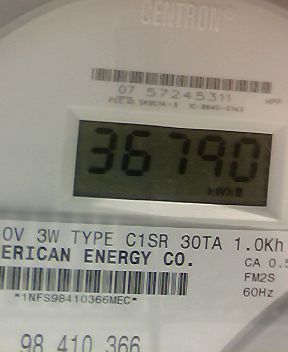 CENTRON®
07 57245311
36790
kWh
0V 3W TYPE C1SR 30TA 1.0Kh
ERICAN ENERGY CO.
CA 0.5
FM2S
60Hz
*1NFS98410366MEC*
98 410 366